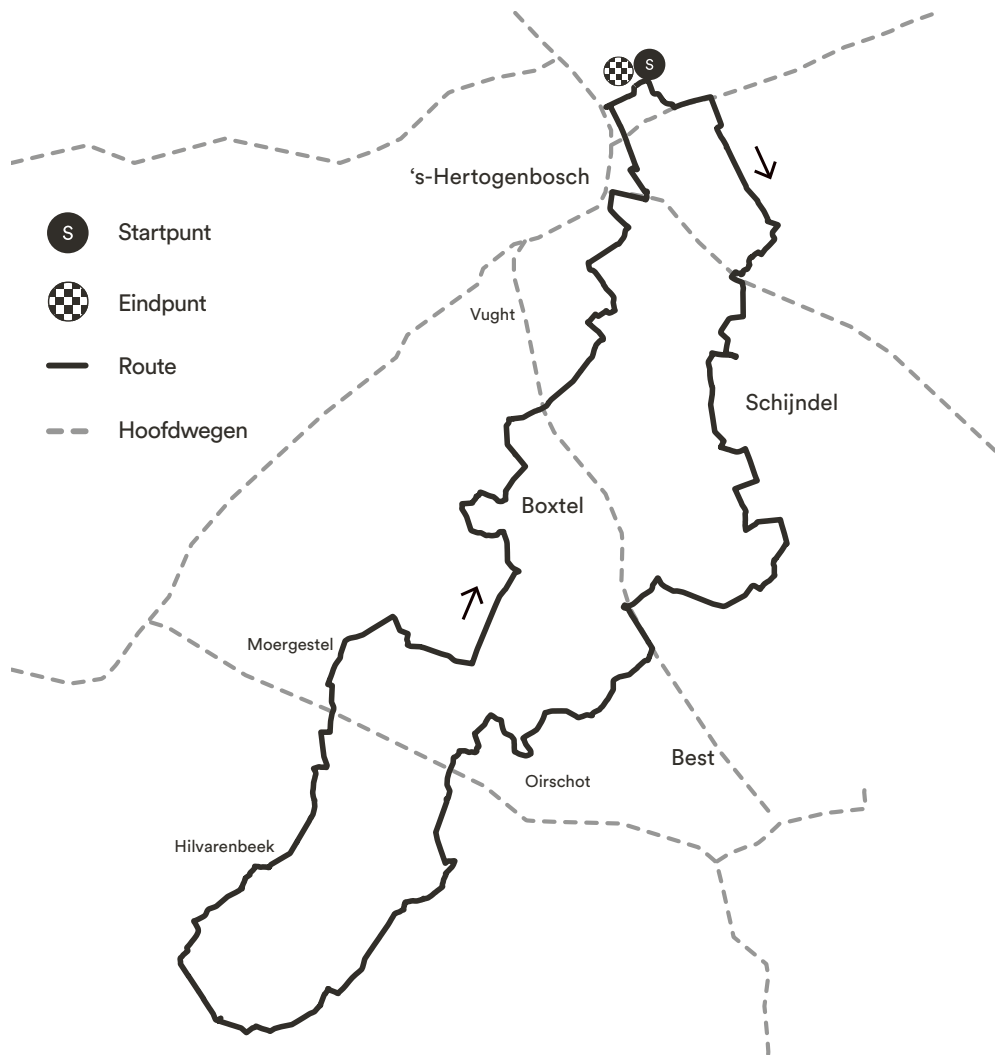 S
‘s-Hertogenbosch
S Startpunt
Eindpunt
Vught
Route
Schijndel
Hoofdwegen
Boxtel
Moergestel
Best
Oirschot
Hilvarenbeek